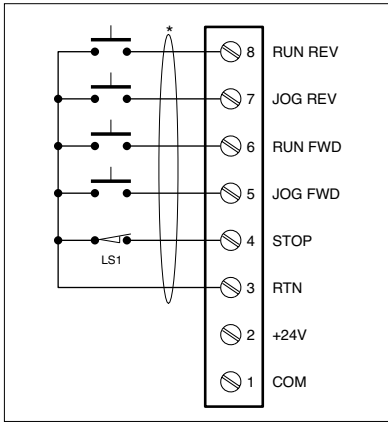 *
8 RUN REV
7 JOG REV
6 RUN FWD
5 JOG FWD
4 STOP
LS1
3 RTN
2 +24V
1 COM